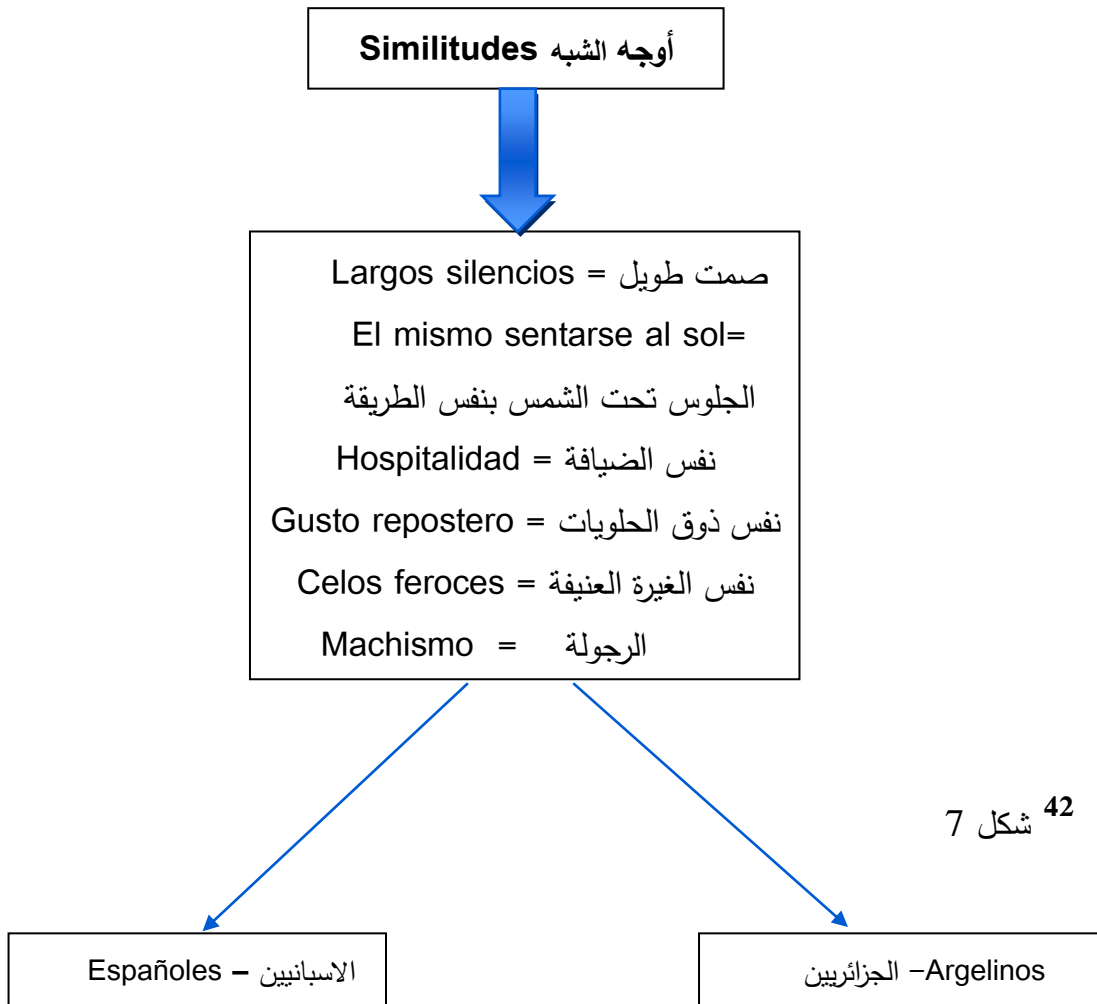 أوجه الشبه Similitudes
Largos silencios = صمت طويل
El mismo sentarse al sol=
الجلوس تحت الشمس بنفس الطريقة
Hospitalidad = نفس الضيافة
Gusto repostero = نفس ذوق الحلويات
Celos feroces = نفس الغيرة العنيفة
Machismo = الرجولة
شكل 7 42
Españoles – الاسبانيين
الجزائريين –Argelinos